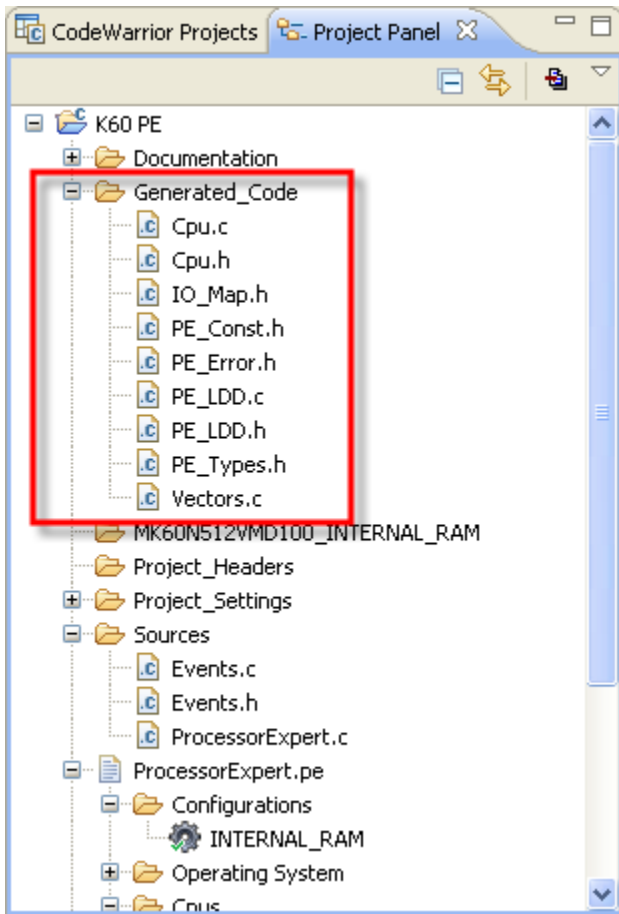 CodeWarrior Projects Project Panel
K60 PE
Documentation
Generated_Code
Cpu.c
Cpu.h
IO_Map.h
PE_Const.h
PE_Error.h
PE_LDD.c
PE_LDD.h
PE_Types.h
Vectors.c
MK60N512VMD100_INTERNAL_RAM
Project_Headers
Project_Settings
Sources
Events.c
Events.h
ProcessorExpert.c
ProcessorExpert.pe
Configurations
INTERNAL_RAM
Operating System
Cpus